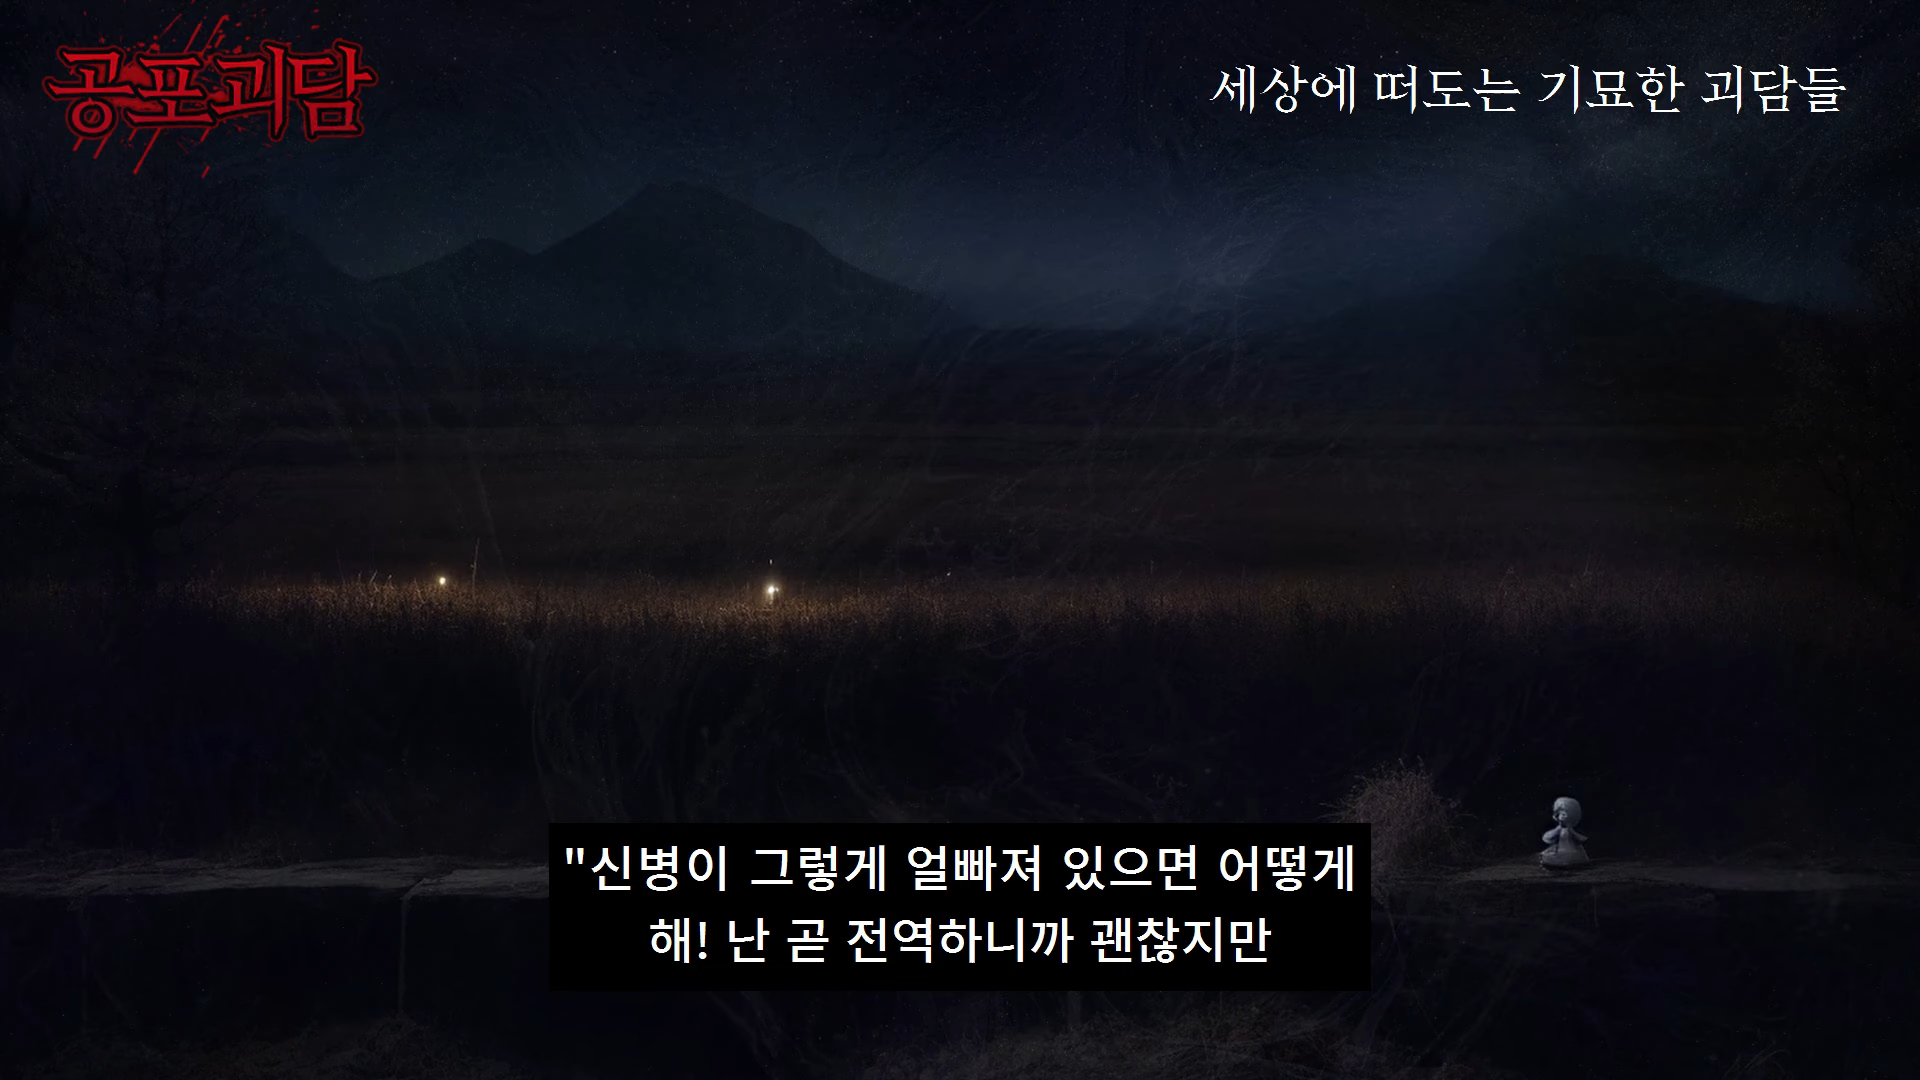 공포괴담
세상에 떠도는 기묘한 괴담들
"신병이 그렇게 얼빠져 있으면 어떻게
해! 난 곧 전역하니까 괜찮지만